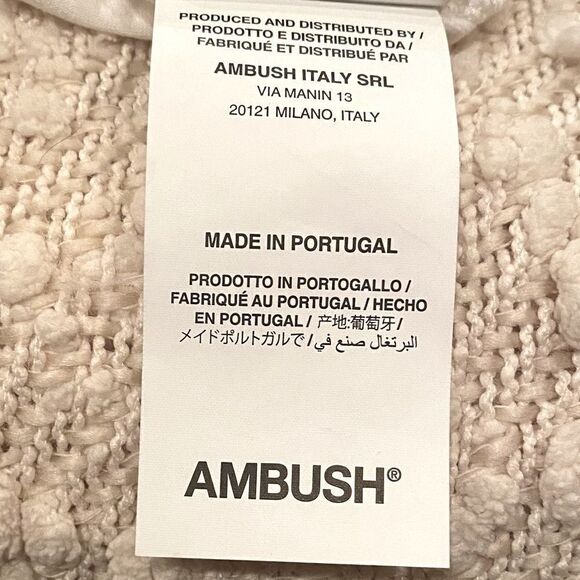 PRODUCED AND DISTRIBUTED BY /
PRODOTTO E DISTRIBUITO DA /
FABRIQUÉ ET DISTRIBUÉ PAR
AMBUSH ITALY SRL
VIA MANIN 13
20121 MILANO, ITALY
MADE IN PORTUGAL
PRODOTTO IN PORTOGALLO /
FABRIQUÉ AU PORTUGAL / HECHO
EN PORTUGAL / 产地:葡萄牙 /
メイドポルトガルで / البرتغال صنع في
AMBUSH®